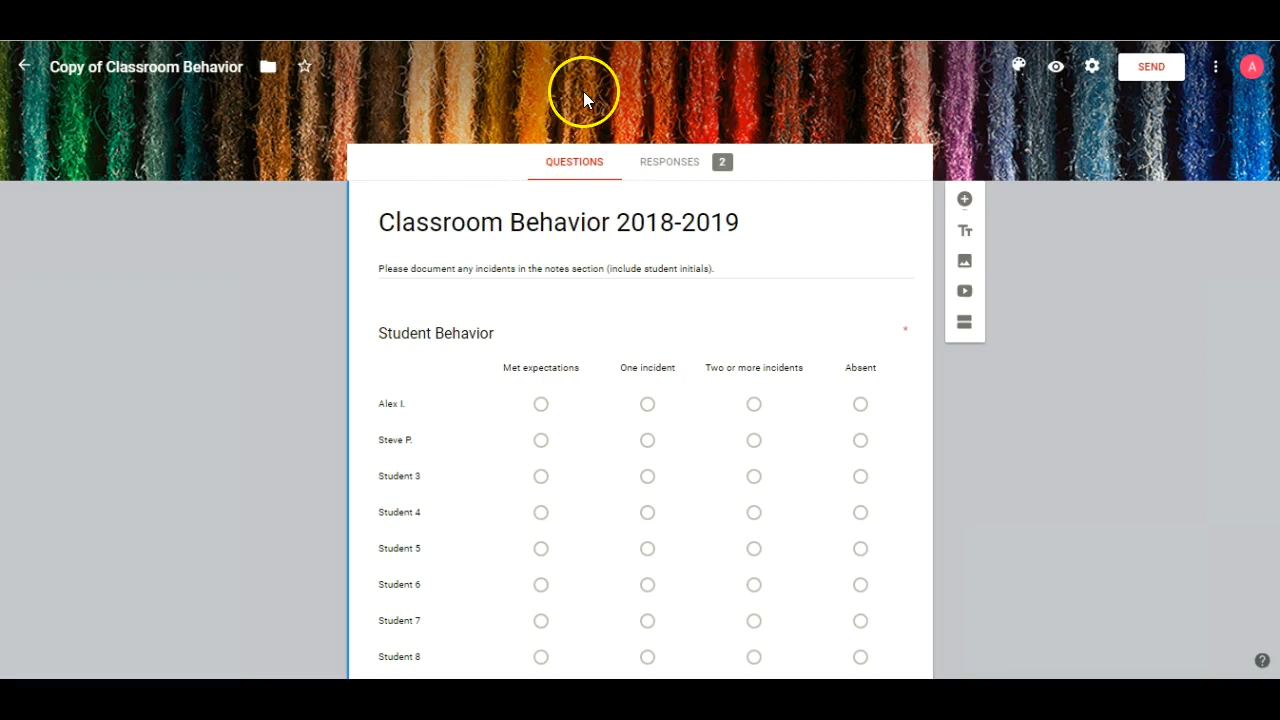 Copy of Classroom Behavior
SEND
A
QUESTIONS
RESPONSES 2
Classroom Behavior 2018-2019
Please document any incidents in the notes section (include student initials).
Student Behavior *
Met expectations One incident Two or more incidents Absent
Alex I.
Steve P.
Student 3
Student 4
Student 5
Student 6
Student 7
Student 8
Tt
?